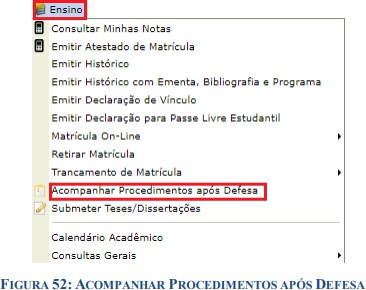 Ensino
Consultar Minhas Notas
Emitir Atestado de Matrícula
Emitir Histórico
Emitir Histórico com Ementa, Bibliografia e Programa
Emitir Declaração de Vínculo
Emitir Declaração para Passe Livre Estudantil
Matrícula On-Line
Retirar Matrícula
Trancamento de Matrícula
Acompanhar Procedimentos após Defesa
Submeter Teses/Dissertações
Calendário Acadêmico
Consultas Gerais
FIGURA 52: ACOMPANHAR PROCEDIMENTOS APÓS DEFESA